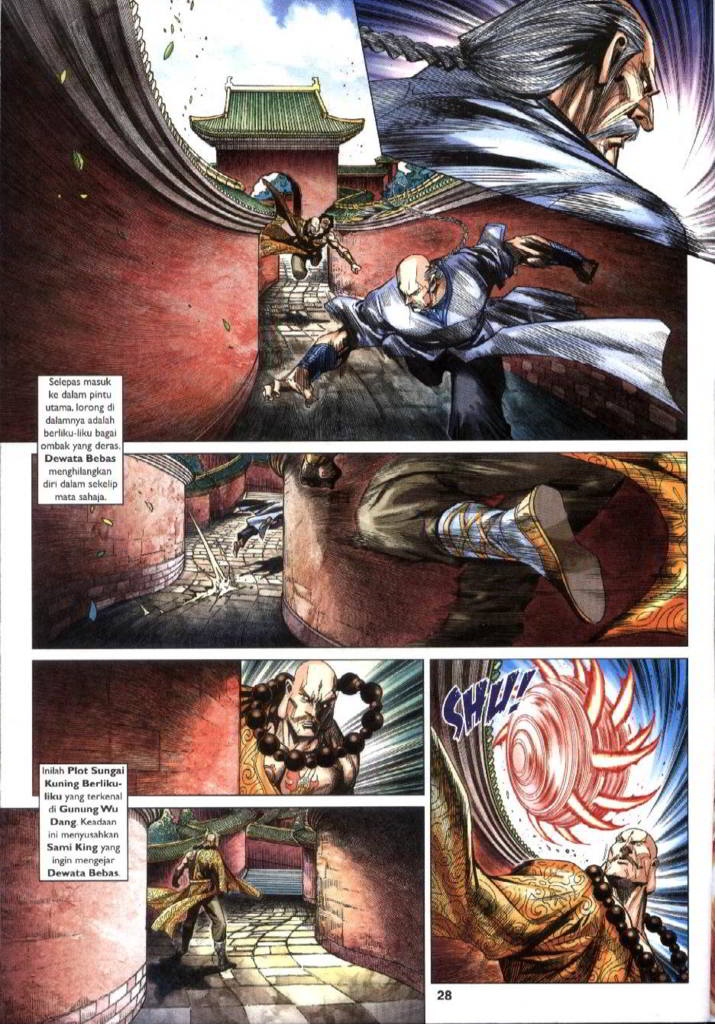 Selepas masuk
ke dalam pintu
utama, lorong di
dalamnya adalah
berliku-liku bagai
ombak yang deras.
Dewata Bebas
menghilangkan
diri dalam sekelip
mata sahaja.
SHU!
Inilah Plot Sungai
Kuning Berliku-
liku yang terkenal
di Gunung Wu
Dang. Keadaan
ini menyusahkan
Sami King yang
ingin mengejar
Dewata Bebas.
28